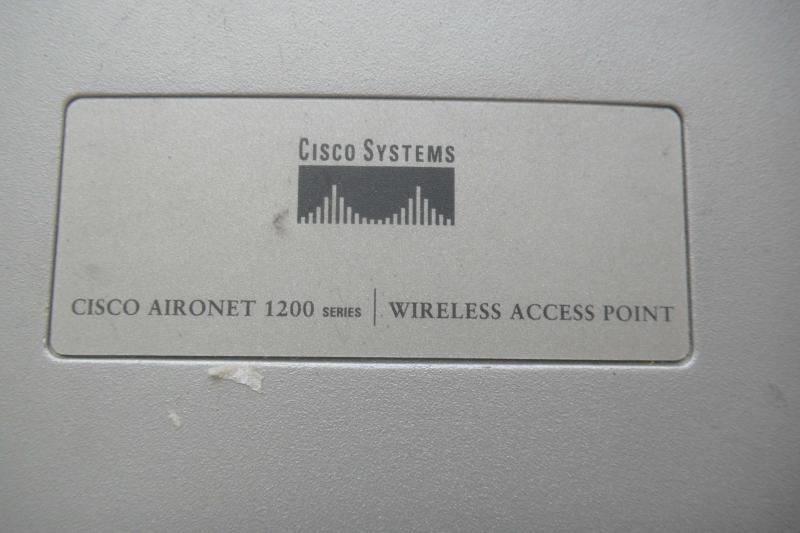 CISCO SYSTEMS
CISCO AIRONET 1200 SERIES | WIRELESS ACCESS POINT